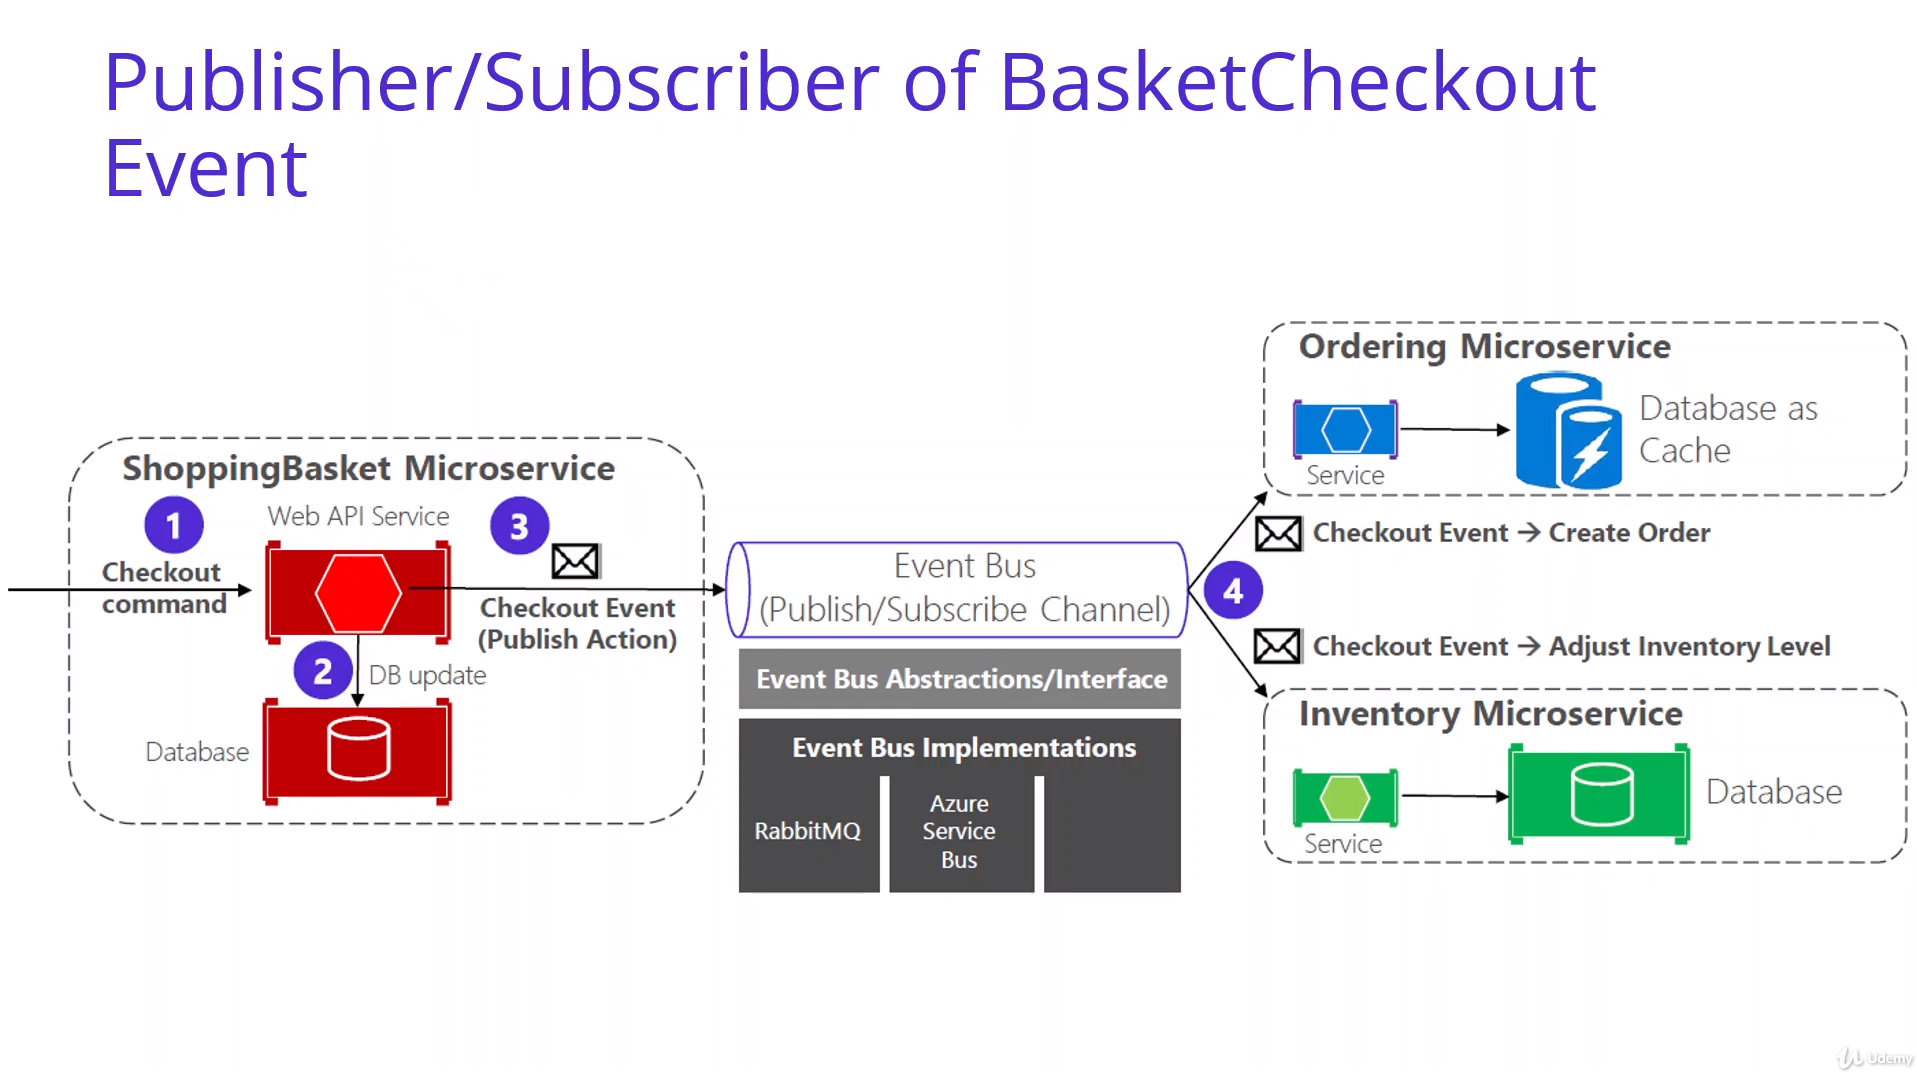 Publisher/Subscriber of BasketCheckout
Event
ShoppingBasket Microservice
1
Web API Service
3
Checkout
command
Checkout Event
(Publish Action)
2
DB update
Database
Event Bus
(Publish/Subscribe Channel)
Event Bus Abstractions/Interface
Event Bus Implementations
RabbitMQ
Azure
Service
Bus
4
Ordering Microservice
Service
Database as
Cache
Checkout Event → Create Order
Checkout Event → Adjust Inventory Level
Inventory Microservice
Service
Database
Udemy